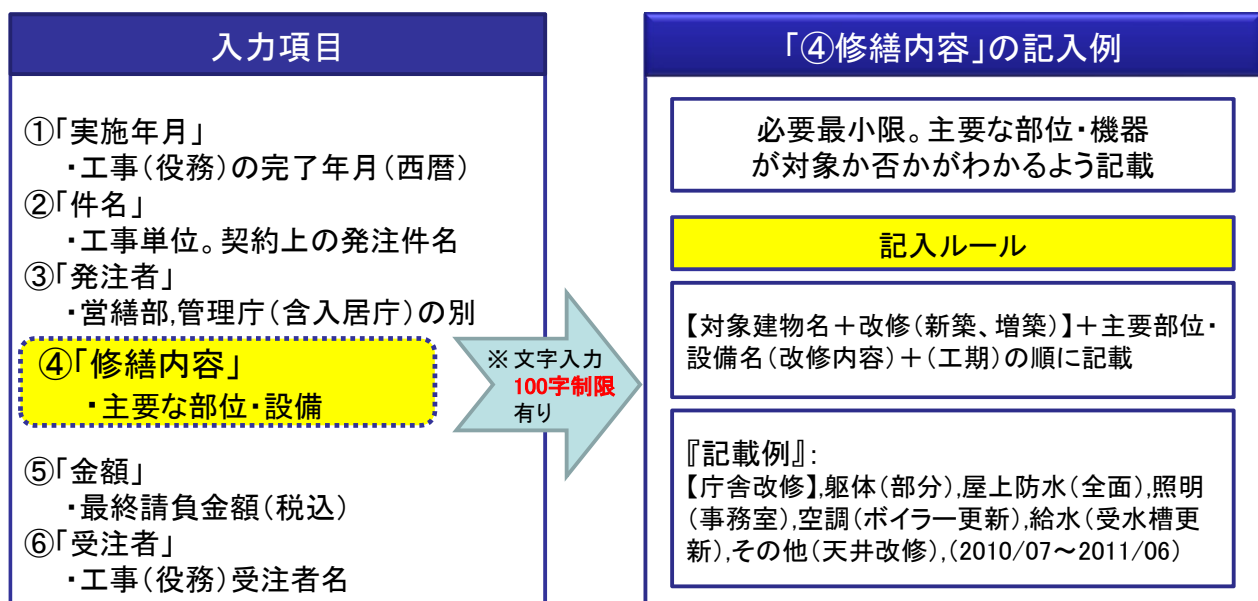 入力項目
①「実施年月」
・工事（役務）の完了年月（西暦）
②「件名」
・工事単位。契約上の発注件名
③「発注者」
・営繕部,管理庁（含入居庁）の別
④「修繕内容」
・主要な部位・設備
⑤「金額」
・最終請負金額（税込）
⑥「受注者」
・工事（役務）受注者名
※ 文字入力
100字制限
有り
「④修繕内容」の記入例
必要最小限。主要な部位・機器
が対象か否かがわかるよう記載
記入ルール
【対象建物名＋改修（新築、増築）】＋主要部位・
設備名（改修内容）＋（工期）の順に記載
『記載例』：
【庁舎改修】,躯体（部分）,屋上防水（全面）,照明
（事務室）,空調（ボイラー更新）,給水（受水槽更
新）,その他（天井改修）,（2010/07～2011/06）